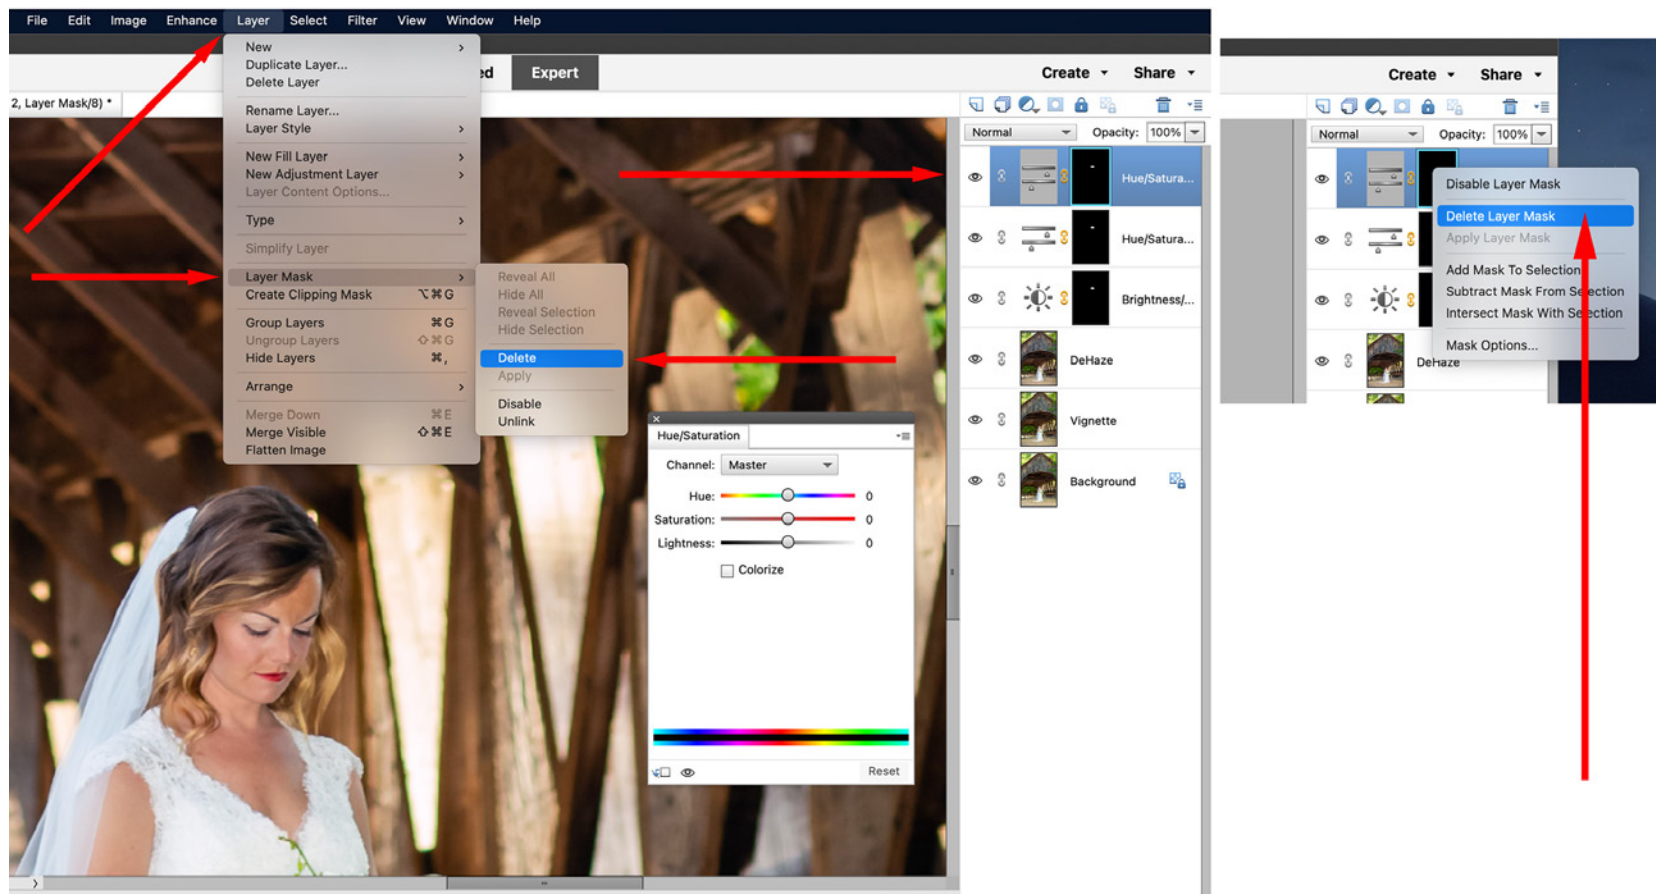 File Edit Image Enhance Layer Select Filter View Window Help
ed Expert Create Share
2, Layer Mask/8) *
New
Duplicate Layer...
Delete Layer
Rename Layer...
Layer Style
New Fill Layer
New Adjustment Layer
Layer Content Options...
Type
Simplify Layer
Layer Mask
Create Clipping Mask ⌥⌘G
Group Layers ⌘G
Ungroup Layers ⇧⌘G
Hide Layers ⌘,
Arrange
Merge Down ⌘E
Merge Visible ⇧⌘E
Flatten Image
Reveal All
Hide All
Reveal Selection
Hide Selection
Delete
Apply
Disable
Unlink
Hue/Saturation
Channel: Master
Hue: 0
Saturation: 0
Lightness: 0
Colorize
Reset
Normal Opacity: 100%
Hue/Satura...
Hue/Satura...
Brightness/...
DeHaze
Vignette
Background
Create Share
Normal Opacity: 100%
Disable Layer Mask
Delete Layer Mask
Apply Layer Mask
Add Mask To Selection
Subtract Mask From Selection
Intersect Mask With Selection
Mask Options...
DeHaze